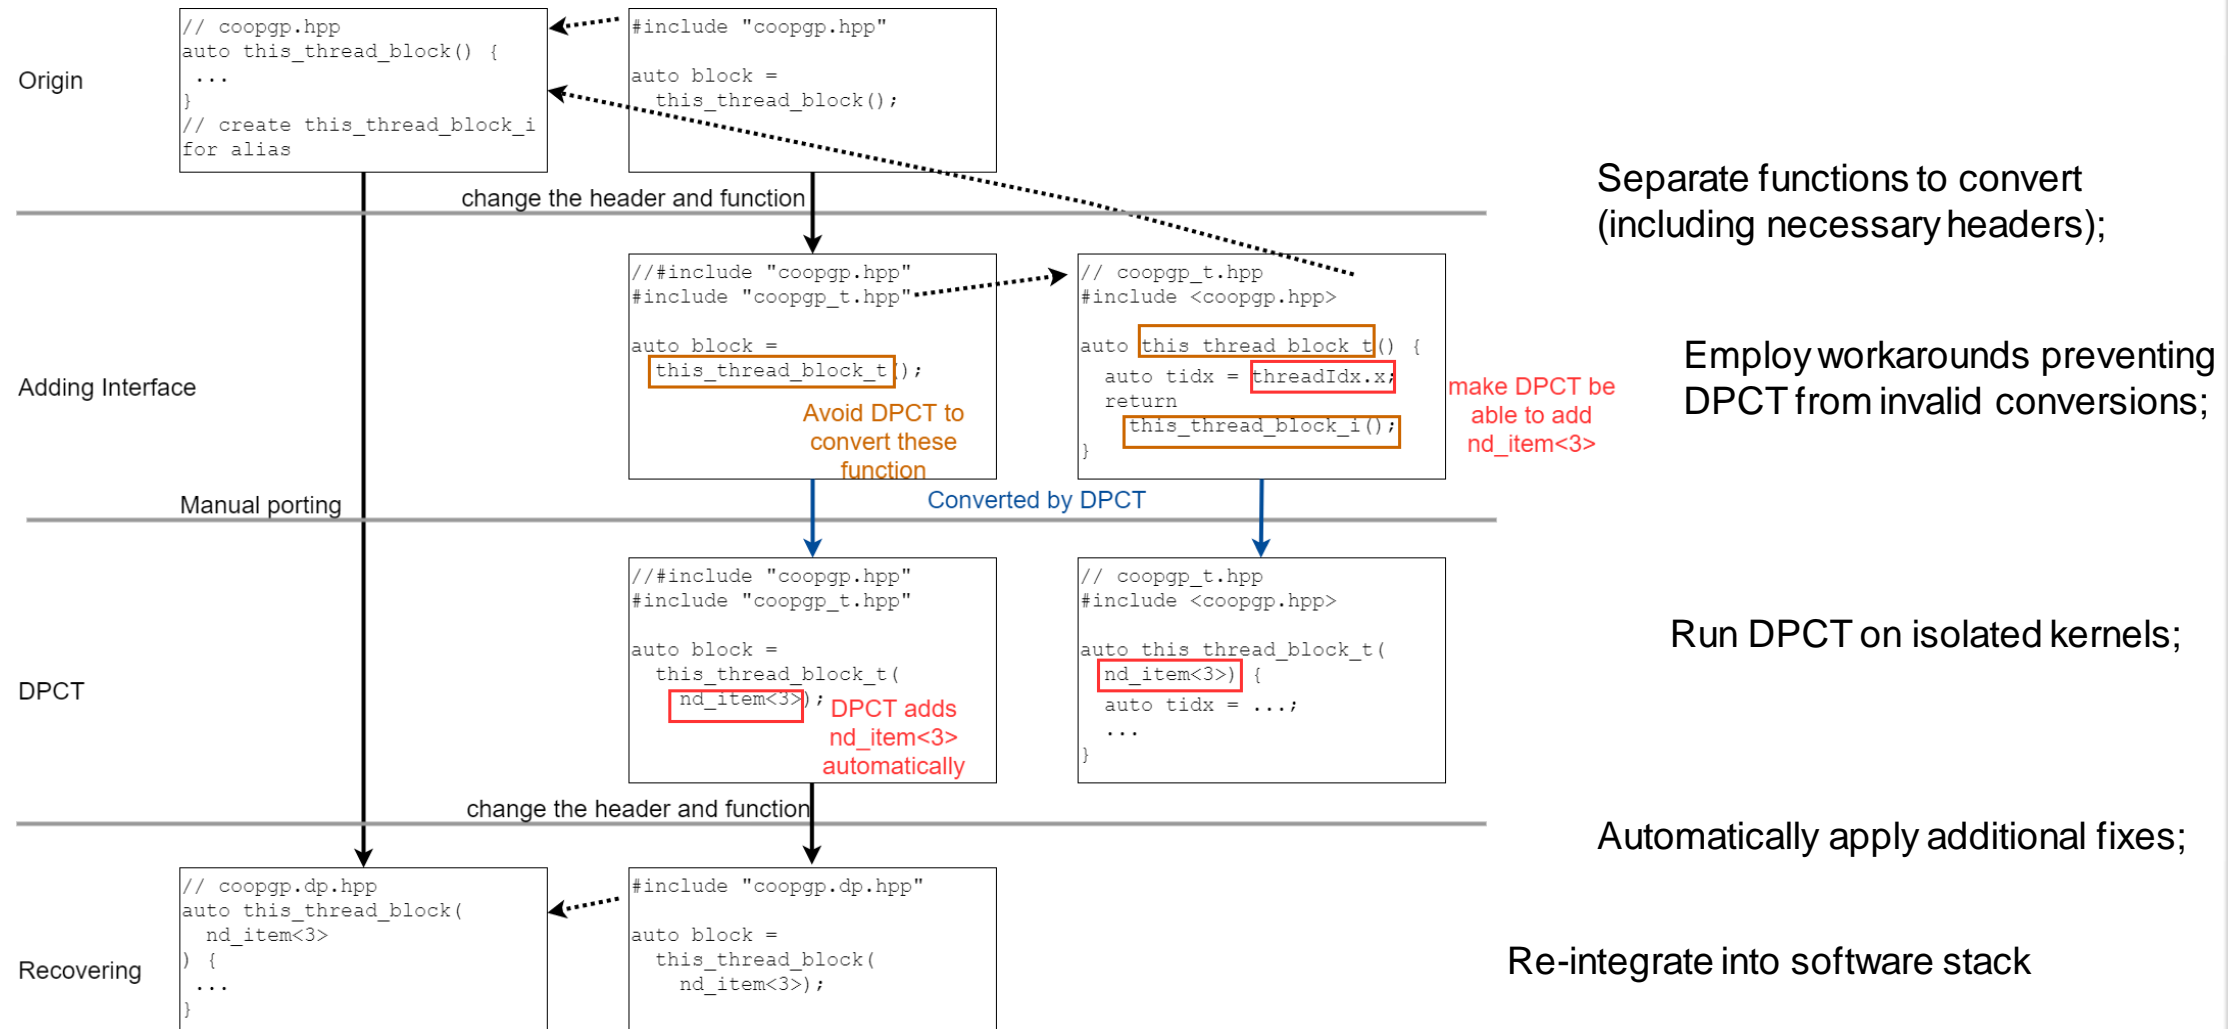 Origin
// coopgp.hpp
auto this_thread_block() {
...
}
// create this_thread_block_i
for alias
#include "coopgp.hpp"
auto block =
this_thread_block();
change the header and function
Separate functions to convert
(including necessary headers);
Adding Interface
//#include "coopgp.hpp"
#include "coopgp_t.hpp"
auto block =
this_thread_block_t();
Avoid DPCT to
convert these
function
// coopgp_t.hpp
#include <coopgp.hpp>
auto this_thread_block_t() {
auto tidx = threadIdx.x;
return
this_thread_block_i();
}
make DPCT be
able to add
nd_item<3>
Employ workarounds preventing
DPCT from invalid conversions;
Manual porting
Converted by DPCT
DPCT
//#include "coopgp.hpp"
#include "coopgp_t.hpp"
auto block =
this_thread_block_t(
nd_item<3>);
DPCT adds
nd_item<3>
automatically
// coopgp_t.hpp
#include <coopgp.hpp>
auto this_thread_block_t(
nd_item<3>) {
auto tidx = ...;
...
}
Run DPCT on isolated kernels;
change the header and function
Automatically apply additional fixes;
Recovering
// coopgp.dp.hpp
auto this_thread_block(
nd_item<3>
) {
...
}
#include "coopgp.dp.hpp"
auto block =
this_thread_block(
nd_item<3>);
Re-integrate into software stack